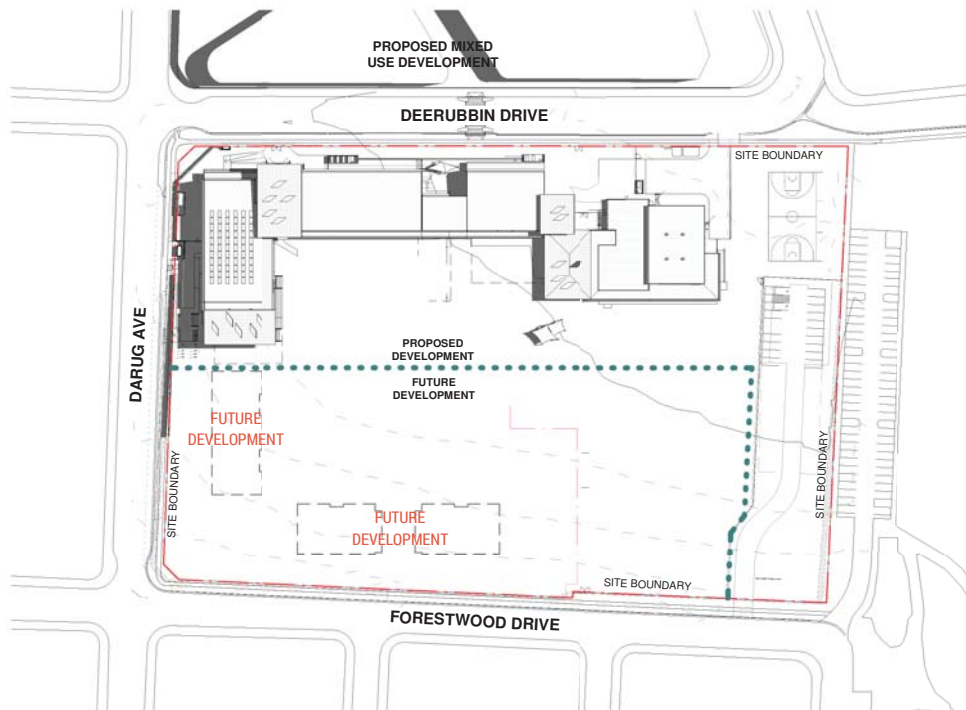 PROPOSED MIXED
USE DEVELOPMENT
DEERUBBIN DRIVE
SITE BOUNDARY
DARUG AVE
PROPOSED
DEVELOPMENT
FUTURE
DEVELOPMENT
FUTURE
DEVELOPMENT
SITE BOUNDARY
SITE BOUNDARY
FUTURE
DEVELOPMENT
SITE BOUNDARY
FORESTWOOD DRIVE